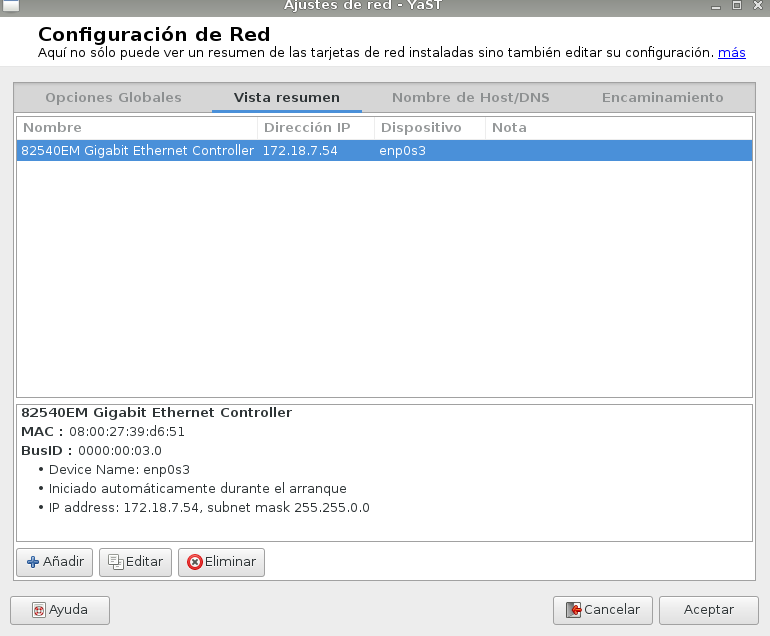 Ajustes de red - YaST
Configuración de Red
Aquí no sólo puede ver un resumen de las tarjetas de red instaladas sino también editar su configuración. más
Opciones Globales Vista resumen Nombre de Host/DNS Encaminamiento
Nombre Dirección IP Dispositivo Nota
82540EM Gigabit Ethernet Controller 172.18.7.54 enp0s3
82540EM Gigabit Ethernet Controller
MAC : 08:00:27:39:d6:51
BusID : 0000:00:03.0
• Device Name: enp0s3
• Iniciado automáticamente durante el arranque
• IP address: 172.18.7.54, subnet mask 255.255.0.0
Añadir Editar Eliminar
Ayuda Cancelar Aceptar